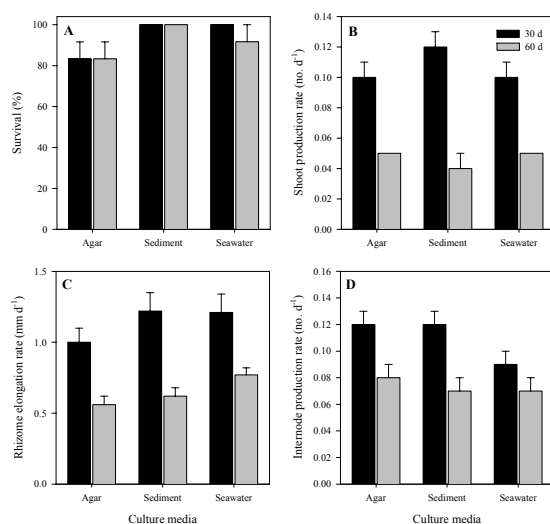 A
Survival (%)
100
80
60
40
20
0
Agar
Sediment
Seawater
B
30 d
60 d
Shoot production rate (no. d⁻¹)
0.16
0.14
0.12
0.10
0.08
0.06
0.04
0.02
0.00
Agar
Sediment
Seawater
C
Rhizome elongation rate (mm d⁻¹)
1.5
1.0
0.5
0.0
Agar
Sediment
Seawater
Culture media
D
Internode production rate (no. d⁻¹)
0.16
0.14
0.12
0.10
0.08
0.06
0.04
0.02
0.00
Agar
Sediment
Seawater
Culture media